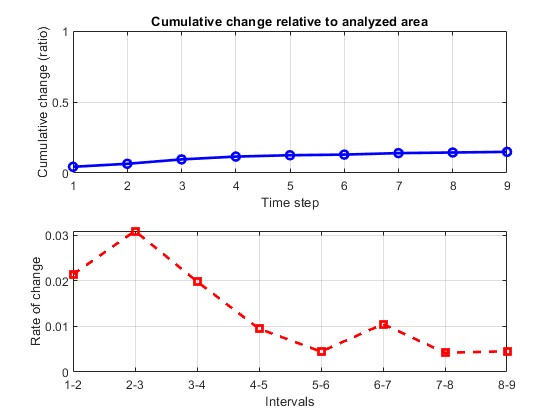 Cumulative change relative to analyzed area
Cumulative change (ratio)
1
0.5
0
1 2 3 4 5 6 7 8 9
Time step
Rate of change
0.03
0.02
0.01
0
1-2 2-3 3-4 4-5 5-6 6-7 7-8 8-9
Intervals